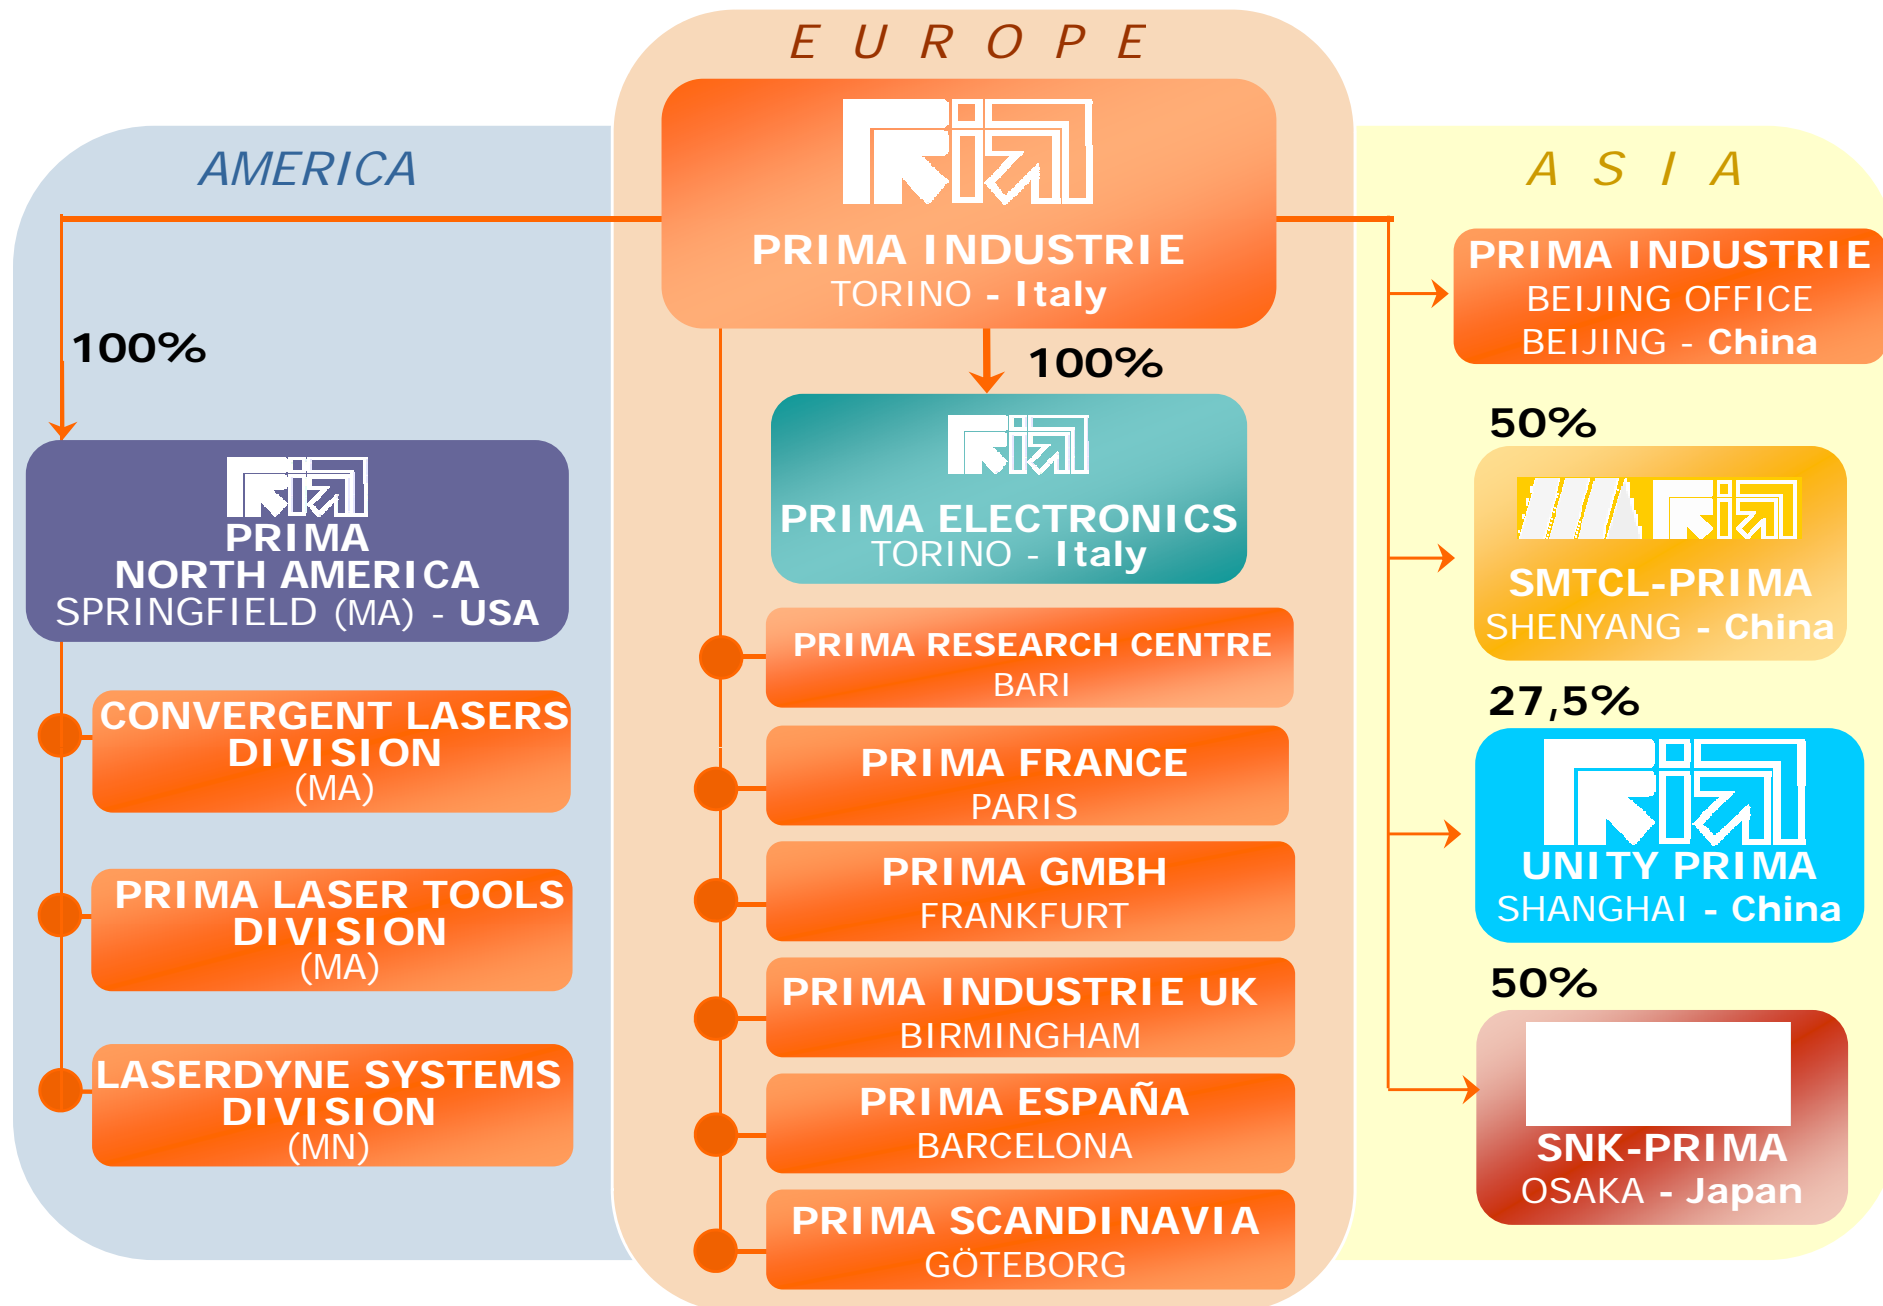 E U R O P E
PRIMA INDUSTRIE
TORINO - Italy
AMERICA
100%
PRIMA
NORTH AMERICA
SPRINGFIELD (MA) - USA
CONVERGENT LASERS
DIVISION
(MA)
PRIMA LASER TOOLS
DIVISION
(MA)
LASERDYNE SYSTEMS
DIVISION
(MN)
100%
PRIMA ELECTRONICS
TORINO - Italy
PRIMA RESEARCH CENTRE
BARI
PRIMA FRANCE
PARIS
PRIMA GMBH
FRANKFURT
PRIMA INDUSTRIE UK
BIRMINGHAM
PRIMA ESPAÑA
BARCELONA
PRIMA SCANDINAVIA
GÖTEBORG
A S I A
PRIMA INDUSTRIE
BEIJING OFFICE
BEIJING - China
50%
SMTCL-PRIMA
SHENYANG - China
27,5%
UNITY PRIMA
SHANGHAI - China
50%
SNK-PRIMA
OSAKA - Japan